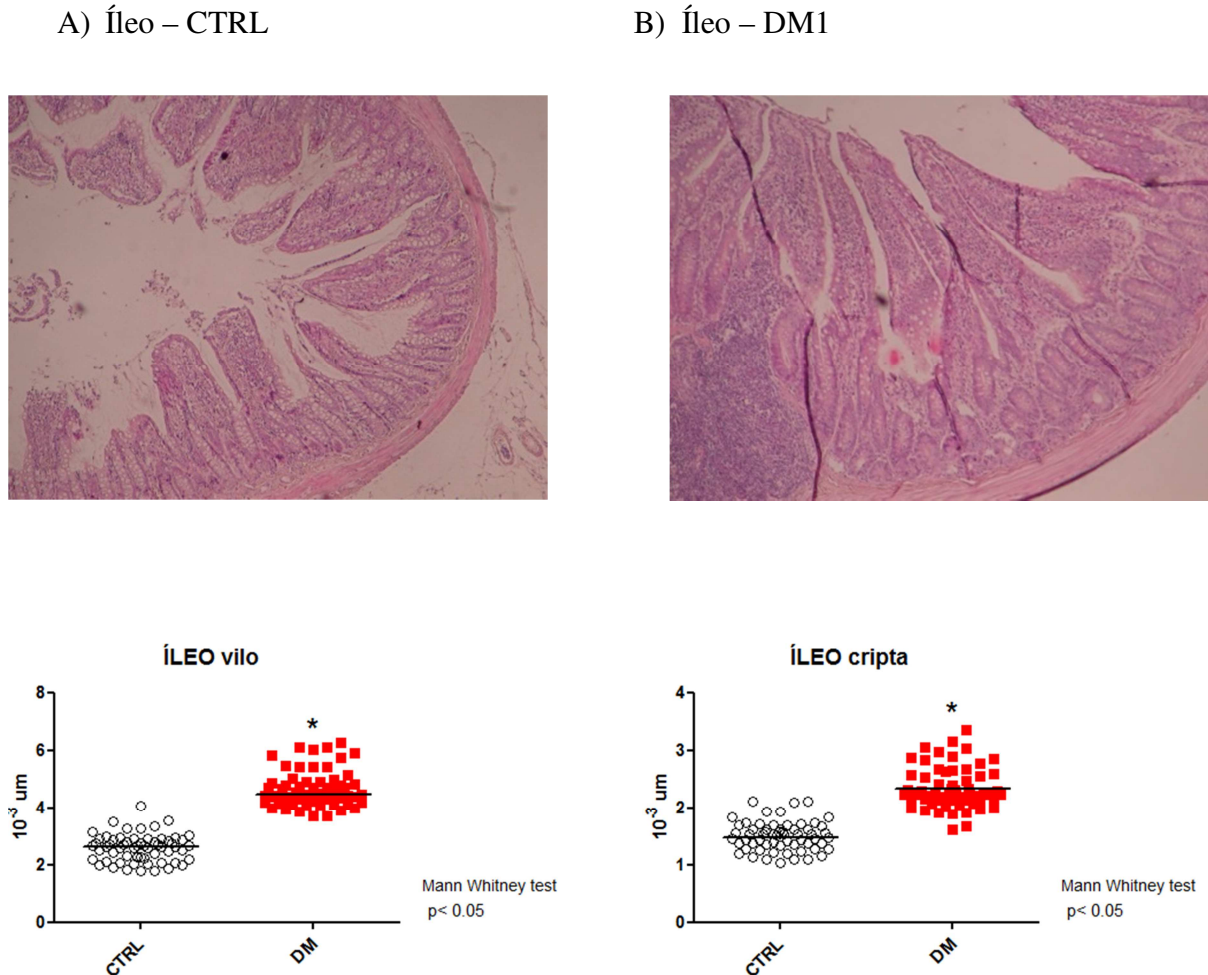 A) Íleo – CTRL
B) Íleo – DM1
ÍLEO vilo
8
6
4
2
0
10⁻³ um
*
CTRL
DM
Mann Whitney test
p< 0.05
ÍLEO cripta
4
3
2
1
0
10⁻³ um
*
CTRL
DM
Mann Whitney test
p< 0.05